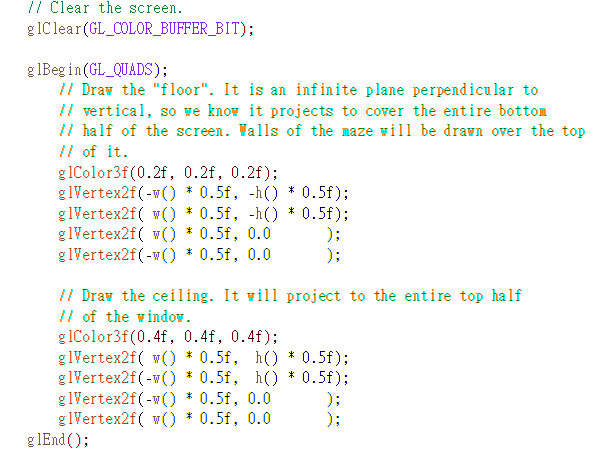 // Clear the screen.
glClear(GL_COLOR_BUFFER_BIT);
glBegin(GL_QUADS);
// Draw the "floor". It is an infinite plane perpendicular to
// vertical, so we know it projects to cover the entire bottom
// half of the screen. Walls of the maze will be drawn over the top
// of it.
glColor3f(0.2f, 0.2f, 0.2f);
glVertex2f(-w() * 0.5f, -h() * 0.5f);
glVertex2f( w() * 0.5f, -h() * 0.5f);
glVertex2f( w() * 0.5f, 0.0       );
glVertex2f(-w() * 0.5f, 0.0       );
// Draw the ceiling. It will project to the entire top half
// of the window.
glColor3f(0.4f, 0.4f, 0.4f);
glVertex2f( w() * 0.5f,  h() * 0.5f);
glVertex2f(-w() * 0.5f,  h() * 0.5f);
glVertex2f(-w() * 0.5f, 0.0       );
glVertex2f( w() * 0.5f, 0.0       );
glEnd();